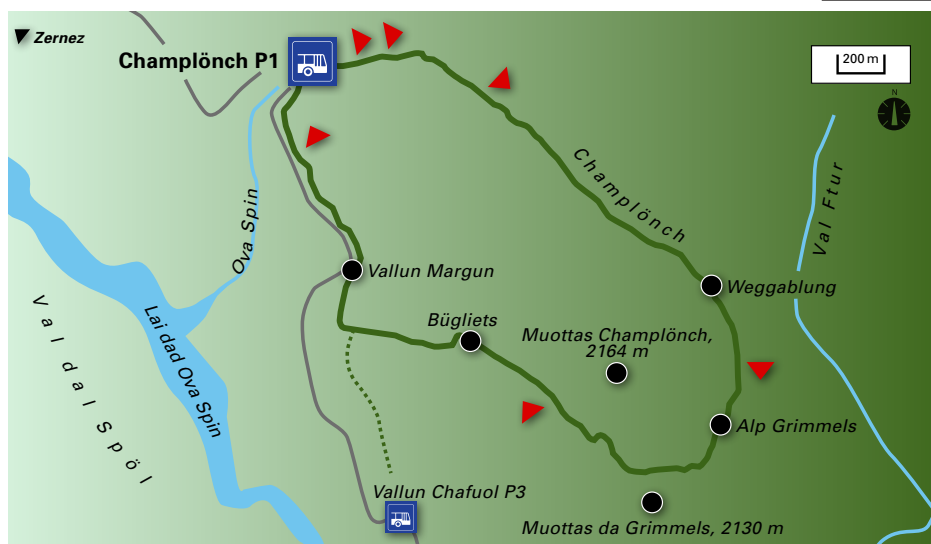 Zernez
Champlönch P1
200 m
N
Champlönch
Val Ftur
Ova Spin
Vallun Margun
Weggablung
Lai dad Ova Spin
Val dal Spöl
Bügliets
Muottas Champlönch,
2164 m
Alp Grimmels
Vallun Chafuol P3
Muottas da Grimmels, 2130 m